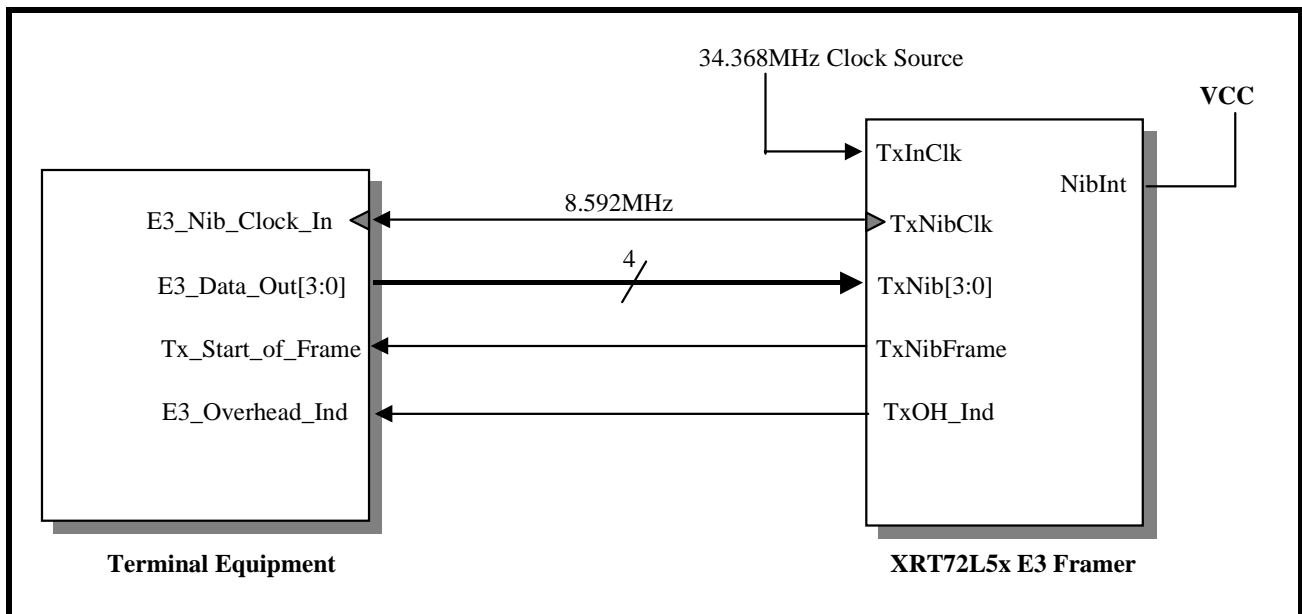 34.368MHz Clock Source
VCC
TxInClk
NibInt
8.592MHz
E3_Nib_Clock_In
TxNibClk
4
E3_Data_Out[3:0]
TxNib[3:0]
Tx_Start_of_Frame
TxNibFrame
E3_Overhead_Ind
TxOH_Ind
Terminal Equipment
XRT72L5x E3 Framer